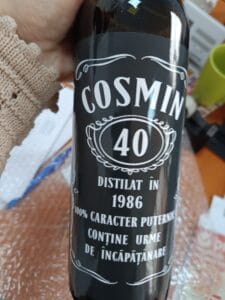 COSMIN
40
DISTILAT ÎN
1986
100% CARACTER PUTERNIC
CONȚINE URME
DE ÎNCĂPĂȚÂNARE